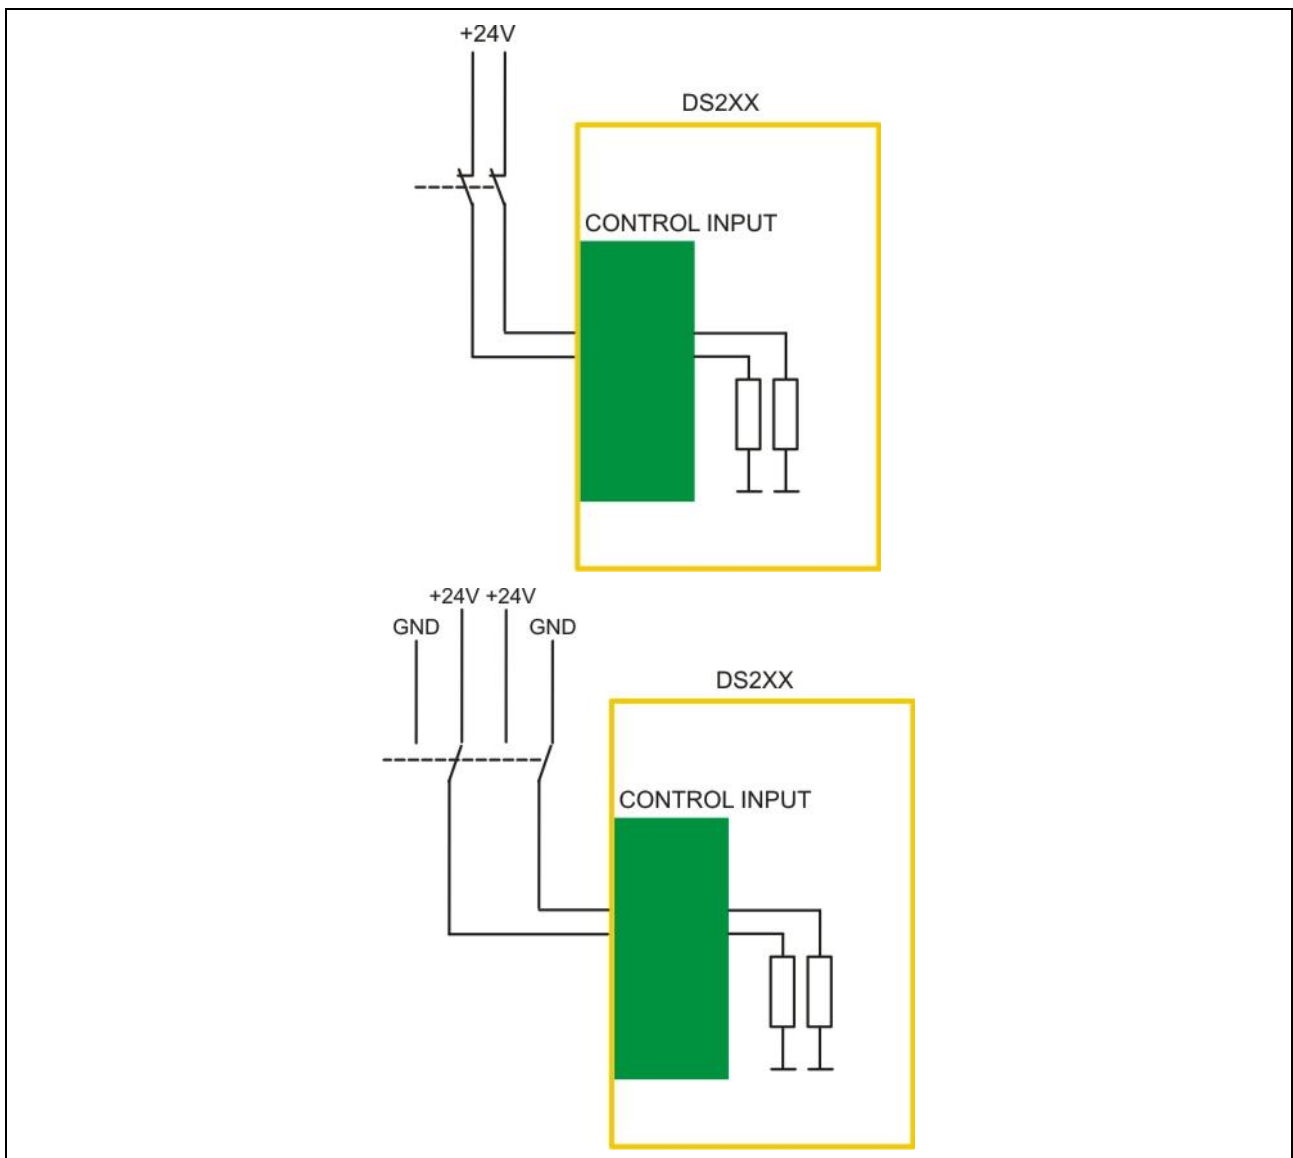 +24V
DS2XX
CONTROL INPUT
+24V +24V
GND GND
DS2XX
CONTROL INPUT